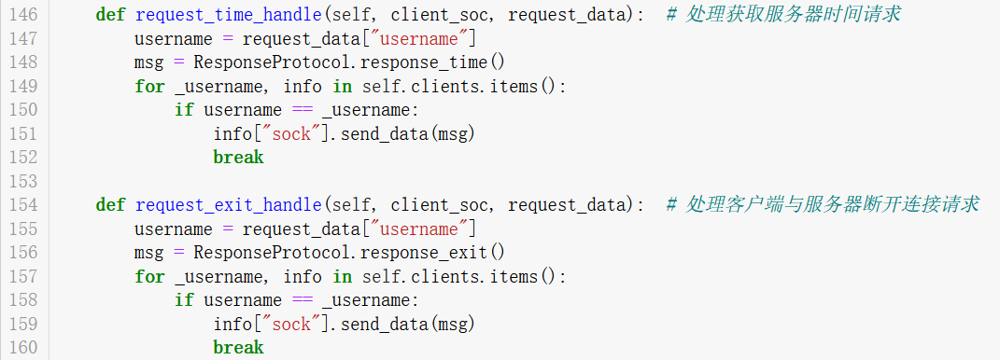 146 def request_time_handle(self, client_soc, request_data):  # 处理获取服务器时间请求
147 username = request_data["username"]
148 msg = ResponseProtocol.response_time()
149 for _username, info in self.clients.items():
150 if username == _username:
151 info["sock"].send_data(msg)
152 break
153
154 def request_exit_handle(self, client_soc, request_data):  # 处理客户端与服务器断开连接请求
155 username = request_data["username"]
156 msg = ResponseProtocol.response_exit()
157 for _username, info in self.clients.items():
158 if username == _username:
159 info["sock"].send_data(msg)
160 break